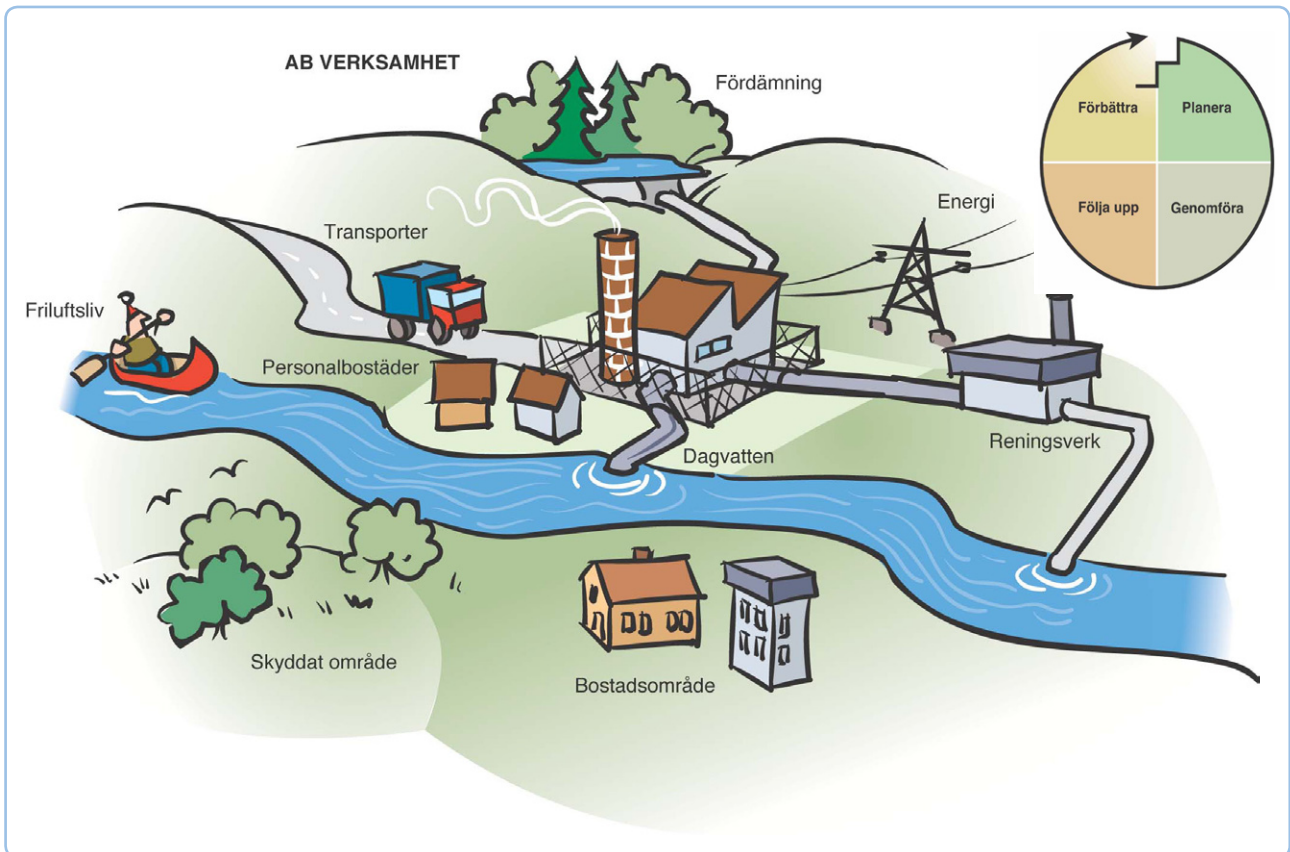 AB VERKSAMHET
Fördämning
Förbättra
Planera
Följa upp
Genomföra
Energi
Transporter
Friluftsliv
Personalbostäder
Reningsverk
Dagvatten
Skyddat område
Bostadsområde